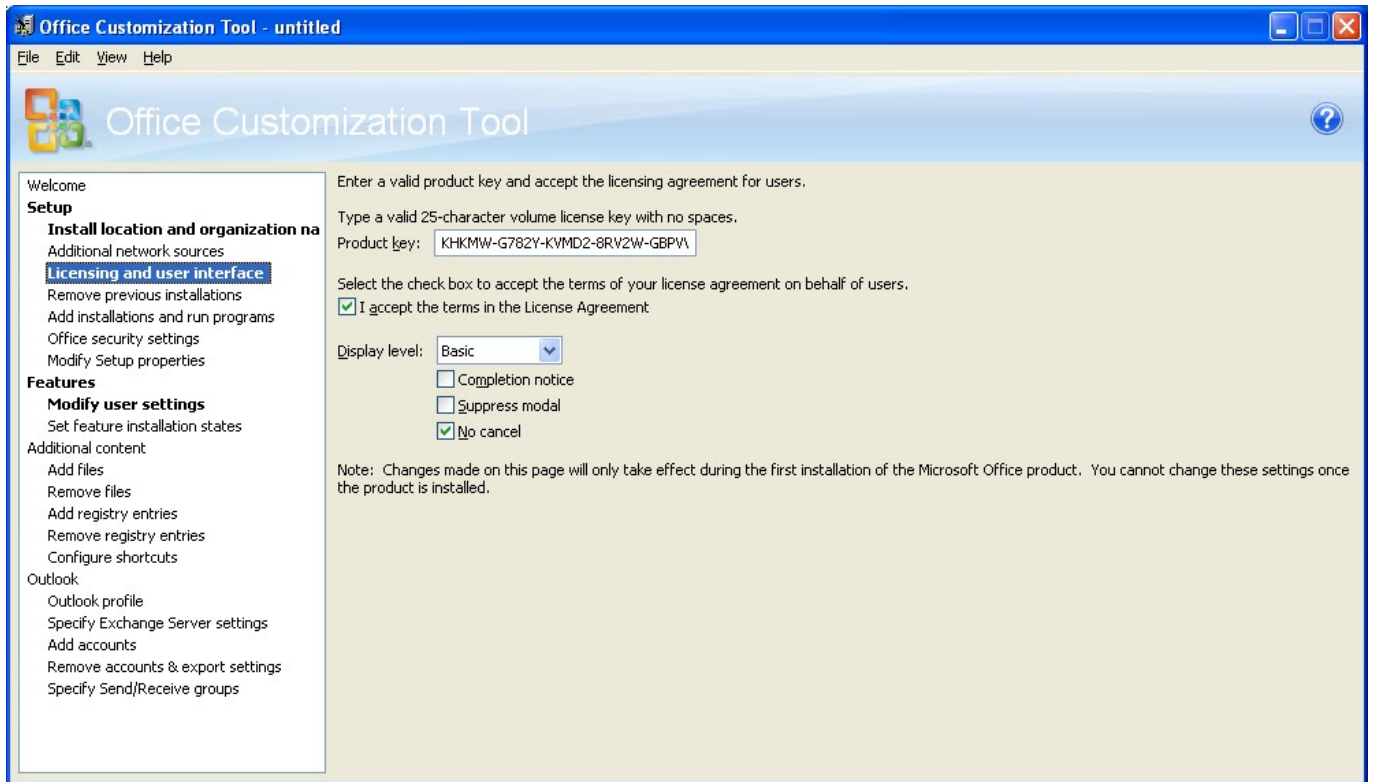 Office Customization Tool - untitled
File Edit View Help
Office Customization Tool
Welcome
Setup
Install location and organization na
Additional network sources
Licensing and user interface
Remove previous installations
Add installations and run programs
Office security settings
Modify Setup properties
Features
Modify user settings
Set feature installation states
Additional content
Add files
Remove files
Add registry entries
Remove registry entries
Configure shortcuts
Outlook
Outlook profile
Specify Exchange Server settings
Add accounts
Remove accounts & export settings
Specify Send/Receive groups
Enter a valid product key and accept the licensing agreement for users.
Type a valid 25-character volume license key with no spaces.
Product key: KHKMW-G782Y-KVMD2-8RV2W-GBPV
Select the check box to accept the terms of your license agreement on behalf of users.
I accept the terms in the License Agreement
Display level: Basic
Completion notice
Suppress modal
No cancel
Note: Changes made on this page will only take effect during the first installation of the Microsoft Office product. You cannot change these settings once
the product is installed.